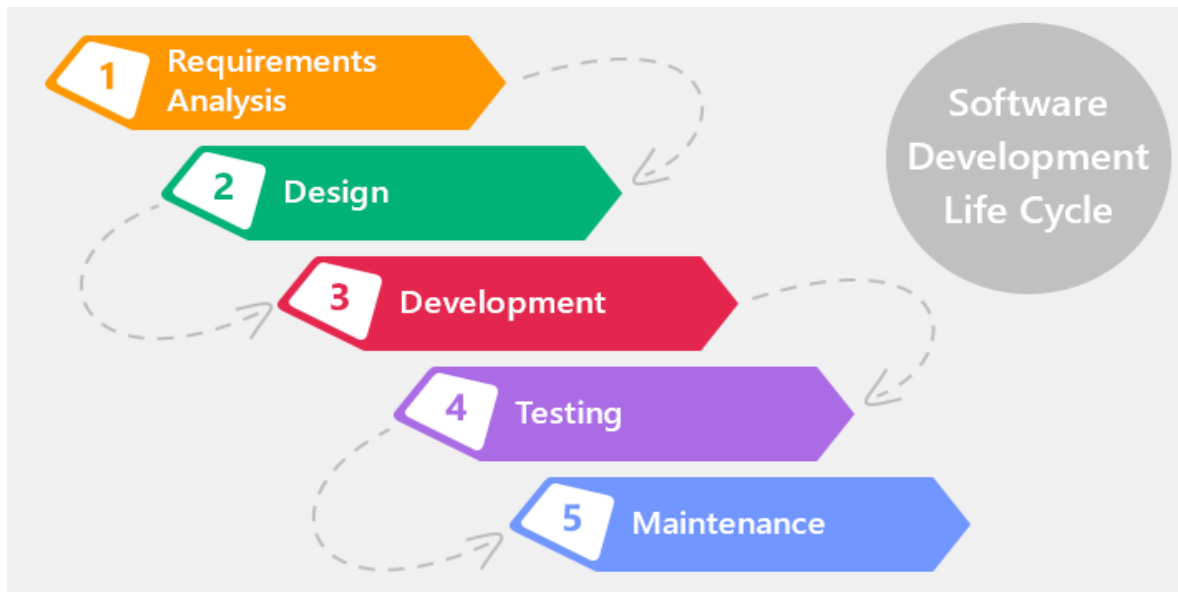 1
Requirements
Analysis
2
Design
3
Development
4
Testing
5
Maintenance
Software
Development
Life Cycle